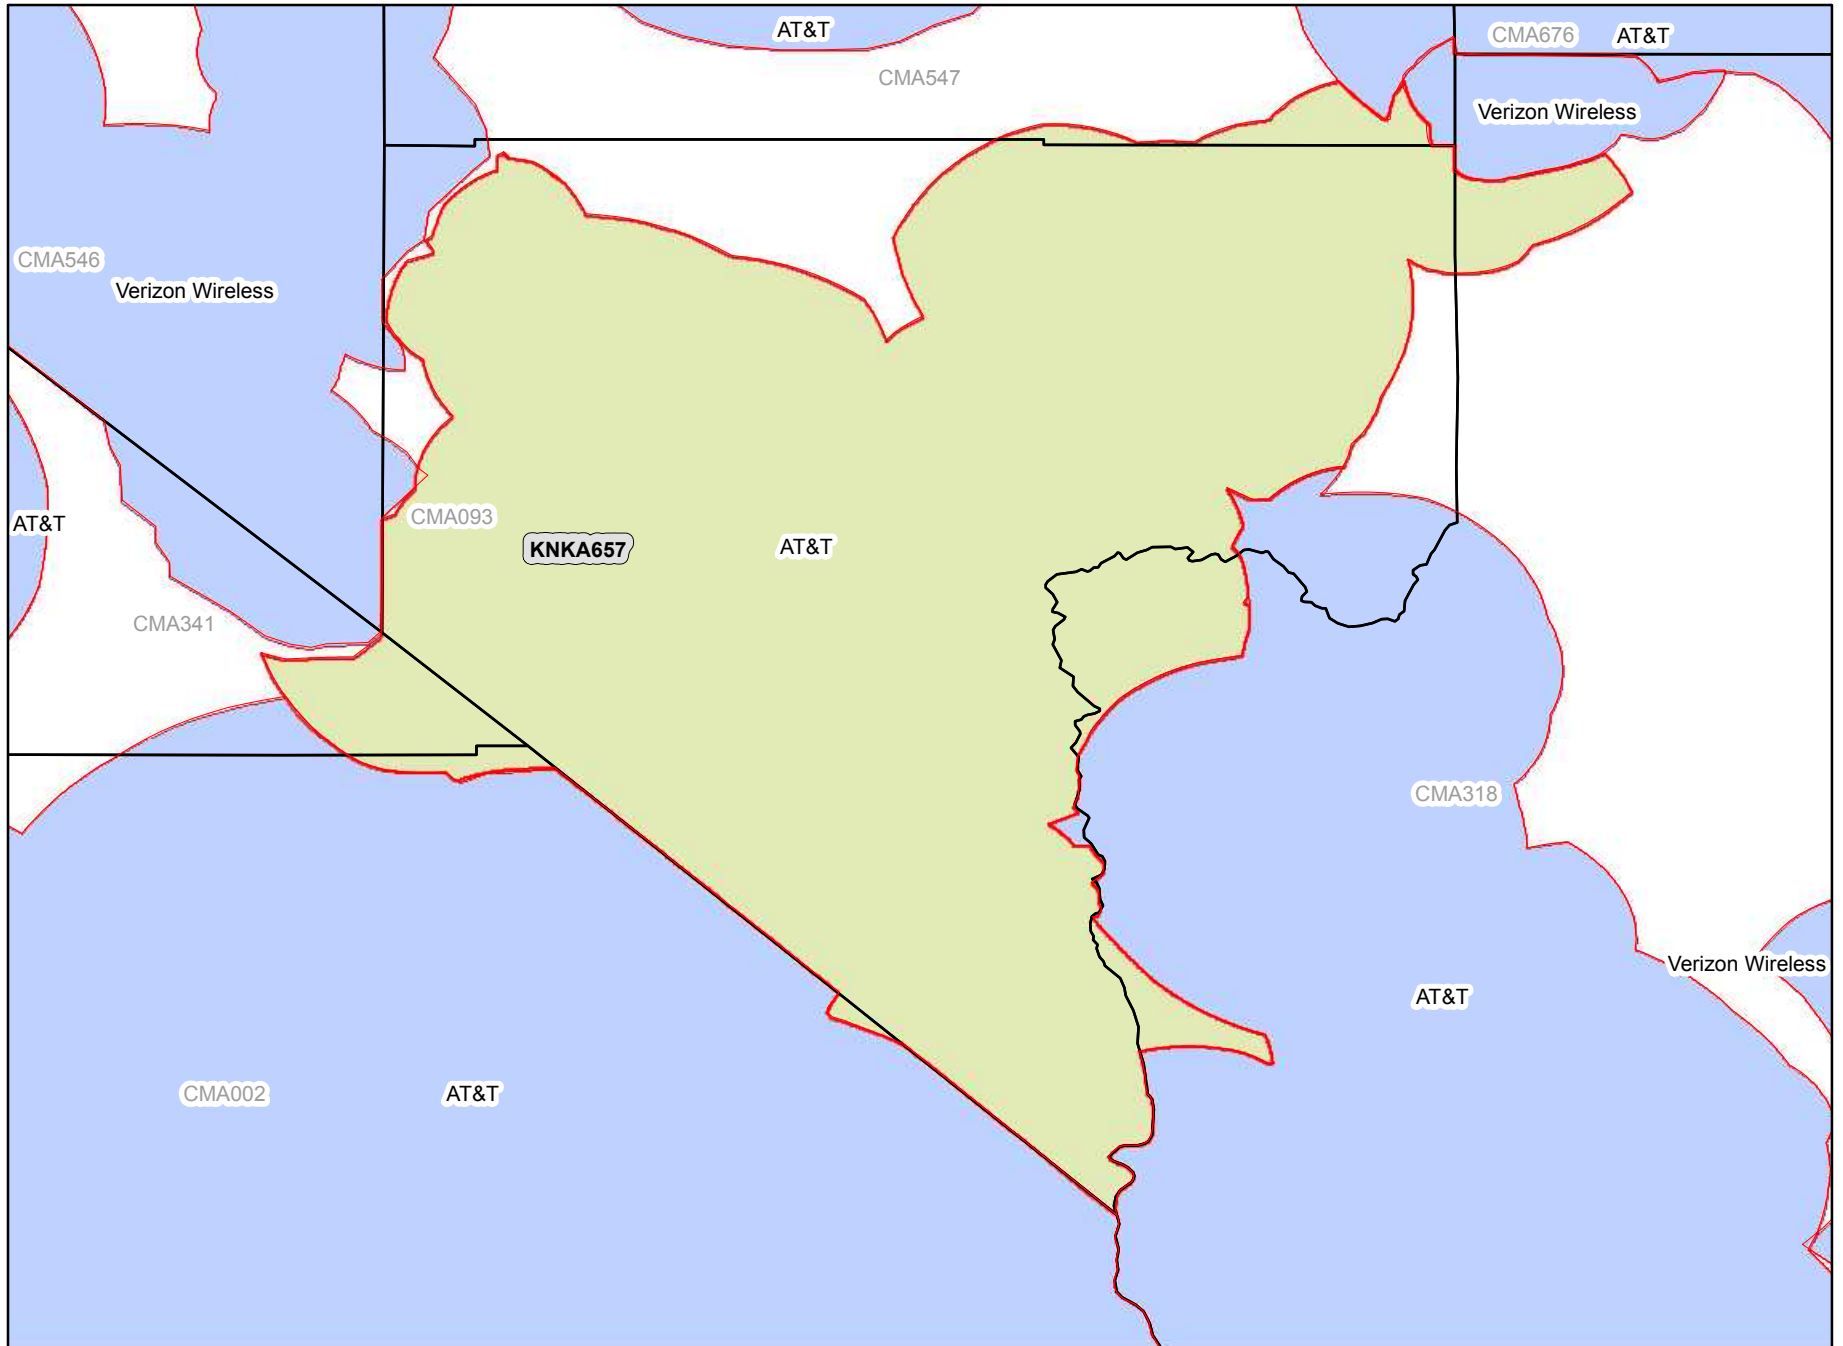 AT&T
CMA676
AT&T
CMA547
Verizon Wireless
CMA546
Verizon Wireless
AT&T
CMA093
KNKA657
AT&T
CMA341
CMA318
Verizon Wireless
AT&T
CMA002
AT&T